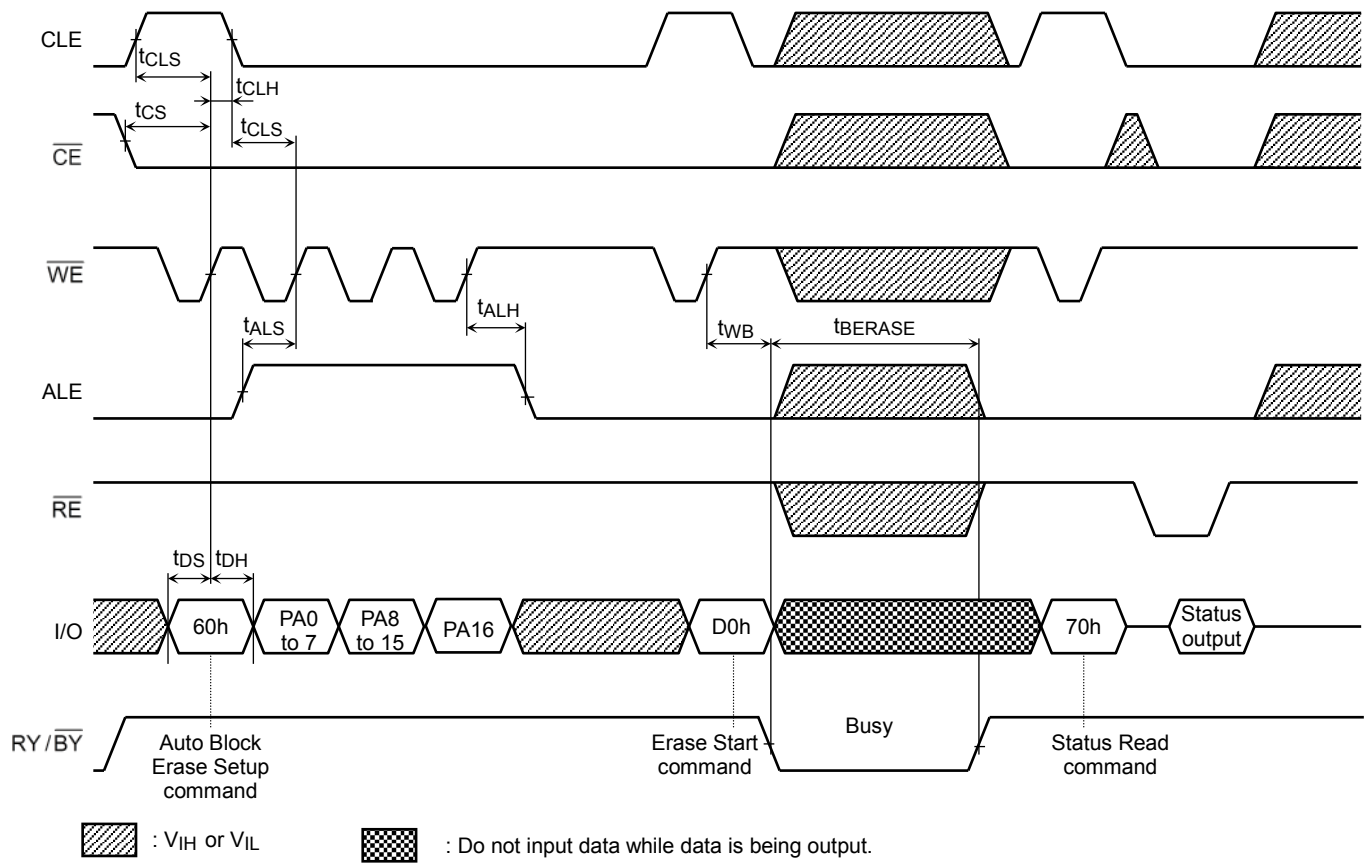 CLE
tCLS
tCLH
tCS
tCLS
CE
WE
tALS
tALH
tWB
tBERASE
ALE
RE
tDS
tDH
I/O
60h
PA0
to 7
PA8
to 15
PA16
D0h
70h
Status
output
RY/BY
Busy
Auto Block
Erase Setup
command
Erase Start
command
Status Read
command
: VIH or VIL
: Do not input data while data is being output.